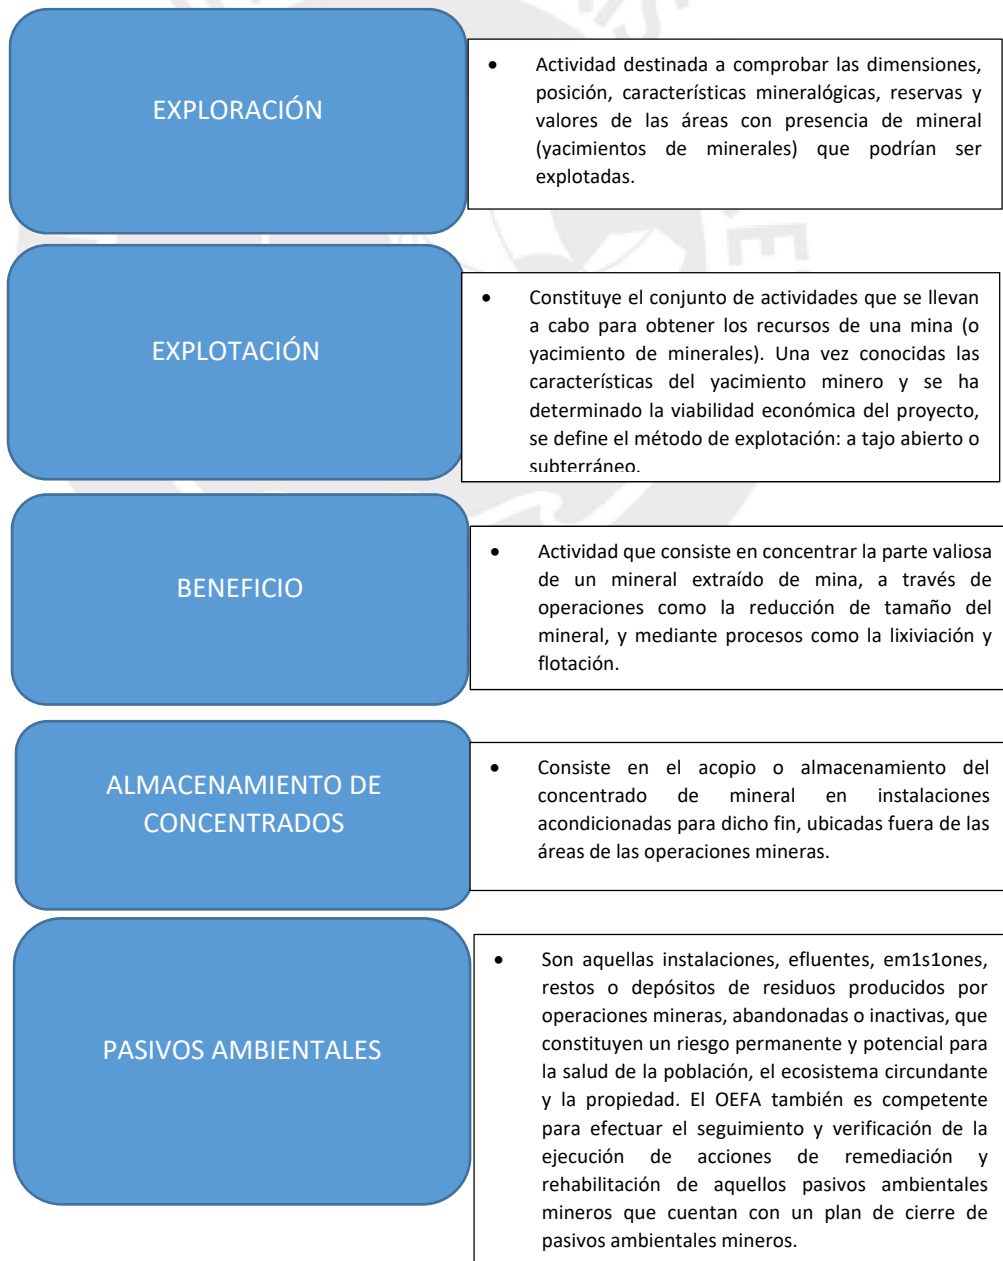 EXPLORACIÓN
• Actividad destinada a comprobar las dimensiones,
posición, características mineralógicas, reservas y
valores de las áreas con presencia de mineral
(yacimientos de minerales) que podrían ser
explotadas.
EXPLOTACIÓN
• Constituye el conjunto de actividades que se llevan
a cabo para obtener los recursos de una mina (o
yacimiento de minerales). Una vez conocidas las
características del yacimiento minero y se ha
determinado la viabilidad económica del proyecto,
se define el método de explotación: a tajo abierto o
subterráneo.
BENEFICIO
• Actividad que consiste en concentrar la parte valiosa
de un mineral extraído de mina, a través de
operaciones como la reducción de tamaño del
mineral, y mediante procesos como la lixiviación y
flotación.
ALMACENAMIENTO DE
CONCENTRADOS
• Consiste en el acopio o almacenamiento del
concentrado de mineral en instalaciones
acondicionadas para dicho fin, ubicadas fuera de las
áreas de las operaciones mineras.
PASIVOS AMBIENTALES
• Son aquellas instalaciones, efluentes, em1s1ones,
restos o depósitos de residuos producidos por
operaciones mineras, abandonadas o inactivas, que
constituyen un riesgo permanente y potencial para
la salud de la población, el ecosistema circundante
y la propiedad. El OEFA también es competente
para efectuar el seguimiento y verificación de la
ejecución de acciones de remediación y
rehabilitación de aquellos pasivos ambientales
mineros que cuentan con un plan de cierre de
pasivos ambientales mineros.